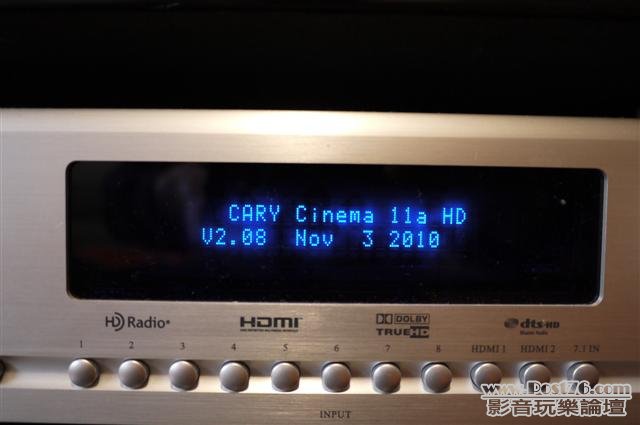 CARY Cinema 11a HD
V2.08 Nov 3 2010
HD Radio®
HDMI
DOLBY
TRUEHD
dts-HD
Master Audio
1 2 3 4 5 6 7 8 HDMI 1 HDMI 2 7.1 IN
INPUT
www.Post76.com
影音玩樂論壇